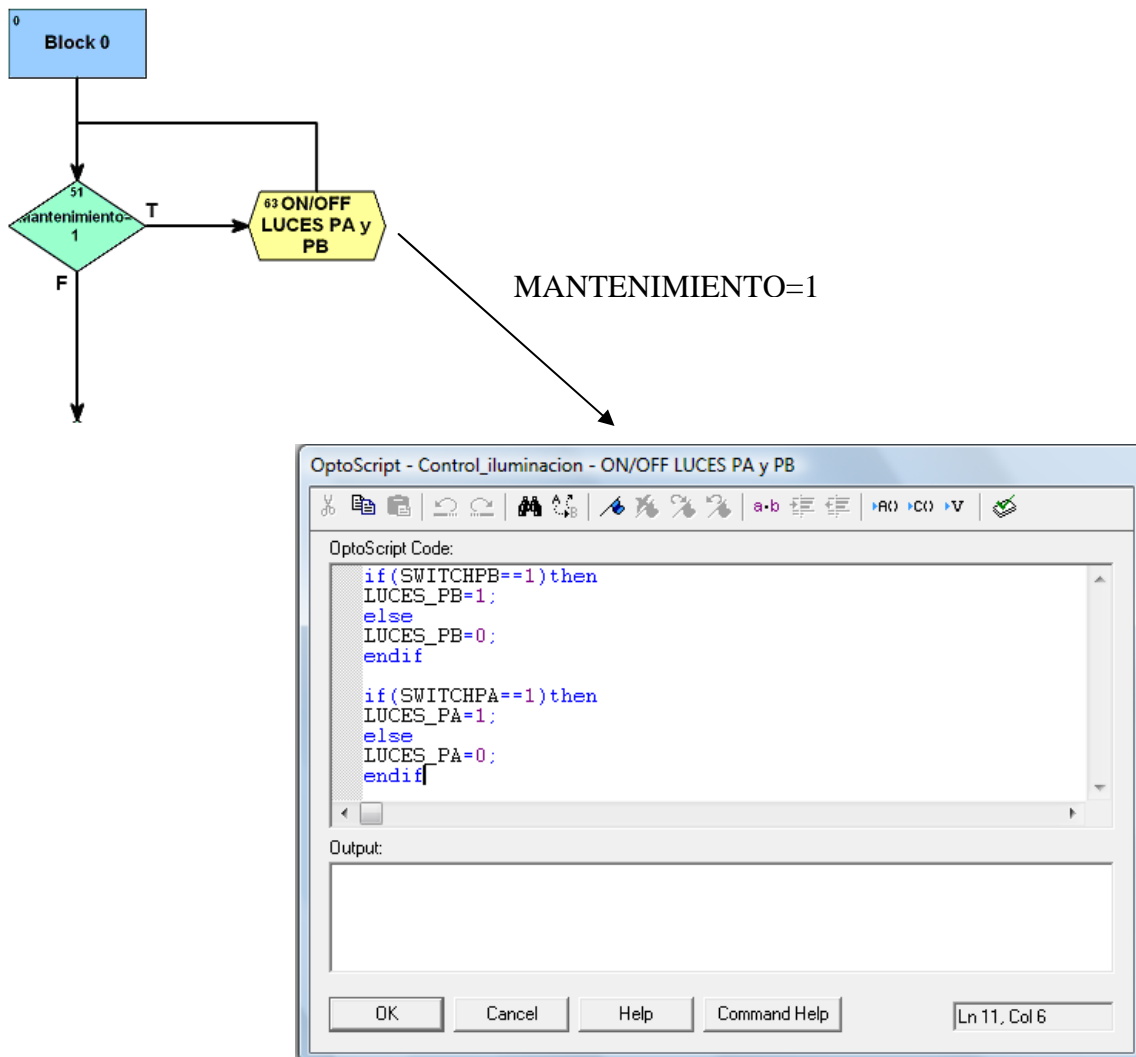 0
Block 0
51
Mantenimiento=
1
T
F
63 ON/OFF
LUCES PA y
PB
MANTENIMIENTO=1
OptoScript - Control_iluminacion - ON/OFF LUCES PA y PB
a•b A() C() V
OptoScript Code:
if(SWITCHPB==1)then
LUCES_PB=1;
else
LUCES_PB=0;
endif
if(SWITCHPA==1)then
LUCES_PA=1;
else
LUCES_PA=0;
endif
Output:
OK Cancel Help Command Help Ln 11, Col 6